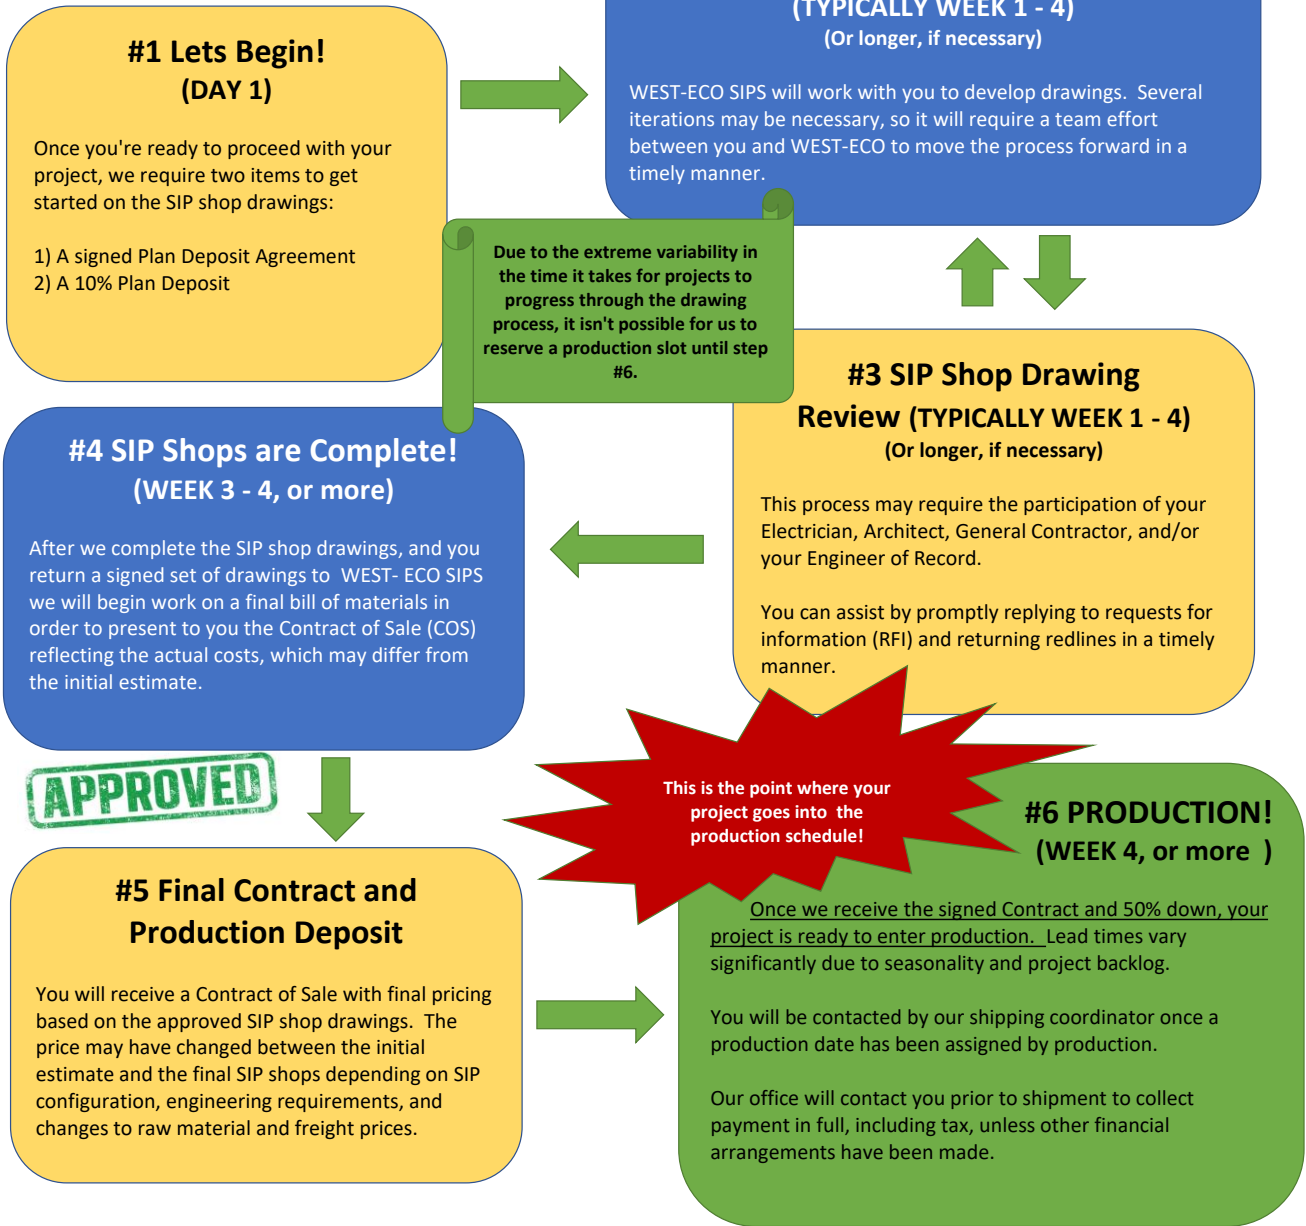 #1 Lets Begin!
(DAY 1)
Once you're ready to proceed with your
project, we require two items to get
started on the SIP shop drawings:
1) A signed Plan Deposit Agreement
2) A 10% Plan Deposit
(TYPICALLY WEEK 1 - 4)
(Or longer, if necessary)
WEST-ECO SIPS will work with you to develop drawings.  Several
iterations may be necessary, so it will require a team effort
between you and WEST-ECO to move the process forward in a
timely manner.
Due to the extreme variability in
the time it takes for projects to
progress through the drawing
process, it isn't possible for us to
reserve a production slot until step
#6.
#3 SIP Shop Drawing
Review (TYPICALLY WEEK 1 - 4)
(Or longer, if necessary)
This process may require the participation of your
Electrician, Architect, General Contractor, and/or
your Engineer of Record.
You can assist by promptly replying to requests for
information (RFI) and returning redlines in a timely
manner.
#4 SIP Shops are Complete!
(WEEK 3 - 4, or more)
After we complete the SIP shop drawings, and you
return a signed set of drawings to  WEST- ECO SIPS
we will begin work on a final bill of materials in
order to present to you the Contract of Sale (COS)
reflecting the actual costs, which may differ from
the initial estimate.
APPROVED
#5 Final Contract and
Production Deposit
You will receive a Contract of Sale with final pricing
based on the approved SIP shop drawings.  The
price may have changed between the initial
estimate and the final SIP shops depending on SIP
configuration, engineering requirements, and
changes to raw material and freight prices.
This is the point where your
project goes into  the
production schedule!
#6 PRODUCTION!
(WEEK 4, or more  )
Once we receive the signed Contract and 50% down, your
project is ready to enter production.  Lead times vary
significantly due to seasonality and project backlog.
You will be contacted by our shipping coordinator once a
production date has been assigned by production.
Our office will contact you prior to shipment to collect
payment in full, including tax, unless other financial
arrangements have been made.